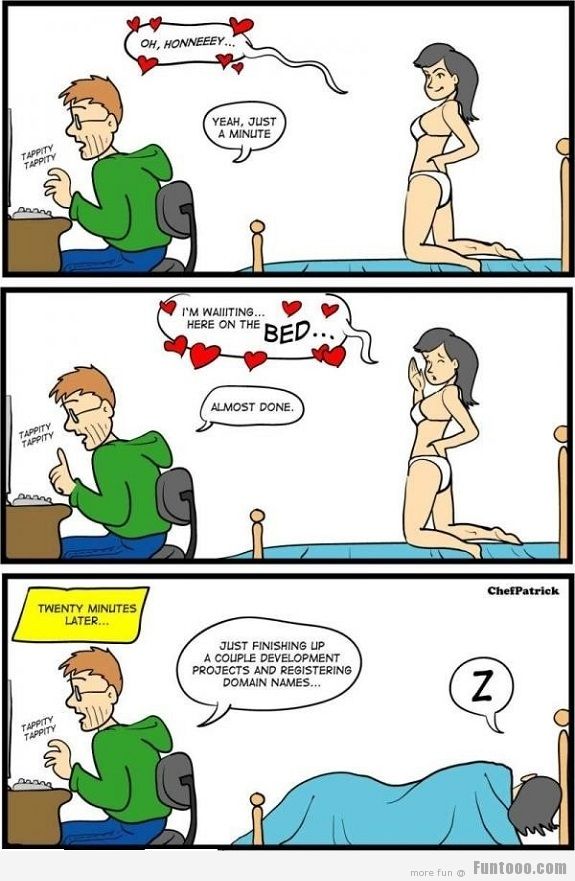 OH, HONNEEEY...
YEAH, JUST
A MINUTE
TAPPITY
TAPPITY
I'M WAIIITING...
HERE ON THE BED...
ALMOST DONE.
TAPPITY
TAPPITY
ChefPatrick
TWENTY MINUTES
LATER...
JUST FINISHING UP
A COUPLE DEVELOPMENT
PROJECTS AND REGISTERING
DOMAIN NAMES...
Z
TAPPITY
TAPPITY
more fun @ Funtooo.com